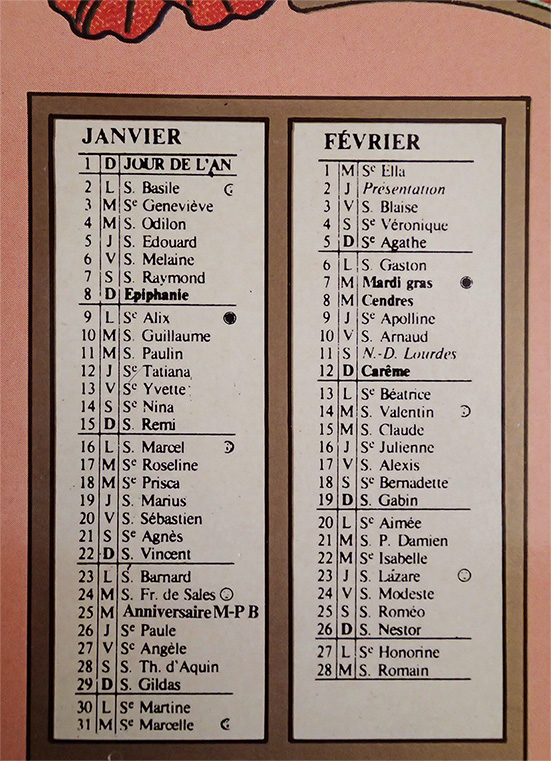 JANVIER
1 D JOUR DE L'AN
2 L S. Basile
3 M Se Geneviève
4 M S. Odilon
5 J S. Edouard
6 V S. Melaine
7 S S. Raymond
8 D Epiphanie
9 L Se Alix
10 M S. Guillaume
11 M S. Paulin
12 J Se Tatiana
13 V Se Yvette
14 S Se Nina
15 D S. Remi
16 L S. Marcel
17 M Se Roseline
18 M Se Prisca
19 J S. Marius
20 V S. Sébastien
21 S Se Agnès
22 D S. Vincent
23 L S. Barnard
24 M S. Fr. de Sales
25 M Anniversaire M-P B
26 J Se Paule
27 V Se Angèle
28 S S. Th. d'Aquin
29 D S. Gildas
30 L Se Martine
31 M Se Marcelle
FÉVRIER
1 M Se Ella
2 J Présentation
3 V S. Blaise
4 S Se Véronique
5 D Se Agathe
6 L S. Gaston
7 M Mardi gras
8 M Cendres
9 J Se Apolline
10 V S. Arnaud
11 S N.-D. Lourdes
12 D Carême
13 L Se Béatrice
14 M S. Valentin
15 M S. Claude
16 J Se Julienne
17 V S. Alexis
18 S Se Bernadette
19 D S. Gabin
20 L Se Aimée
21 M S. P. Damien
22 M Se Isabelle
23 J S. Lazare
24 V S. Modeste
25 S S. Roméo
26 D S. Nestor
27 L Se Honorine
28 M S. Romain